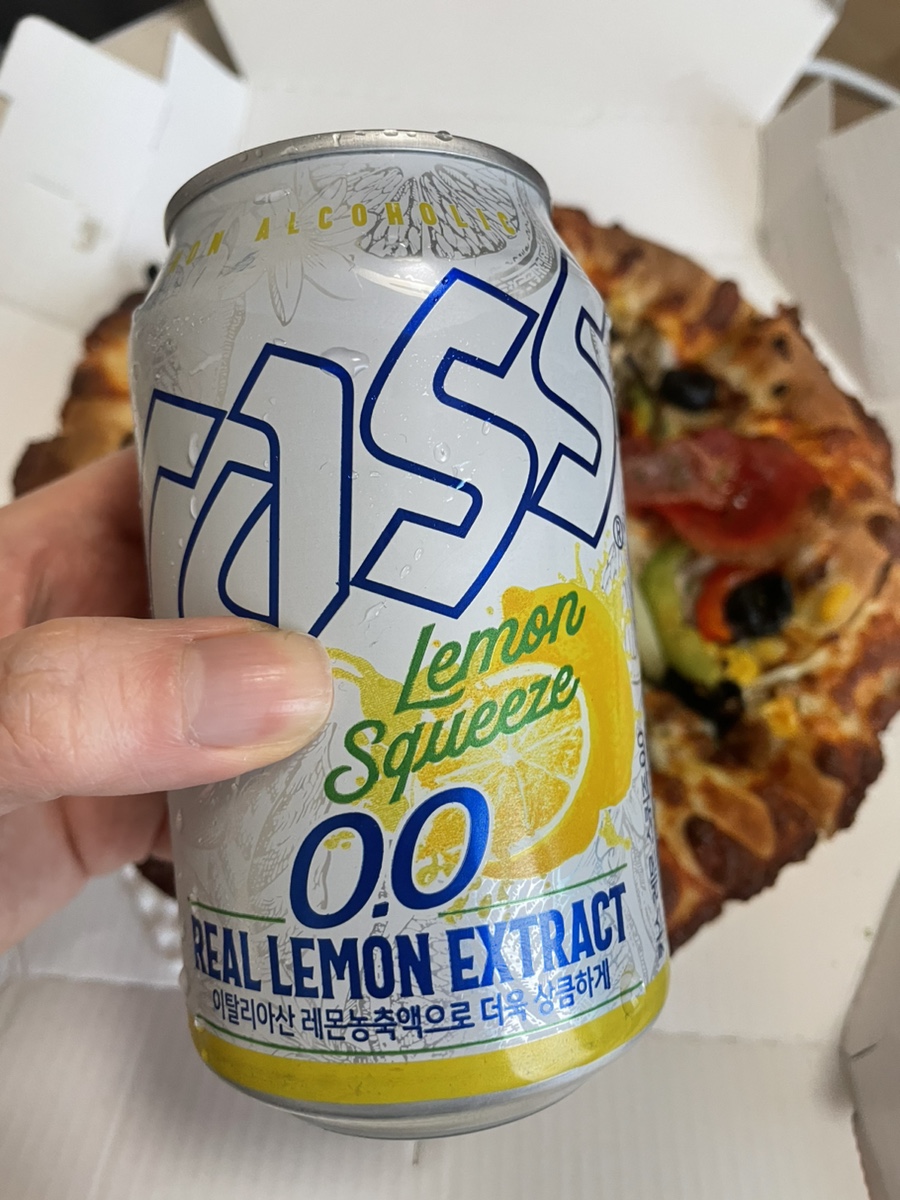 NON ALCOHOLIC
cass
®
Lemon
Squeeze
0.0
REAL LEMON EXTRACT
이탈리아산 레몬농축액으로 더욱 상큼하게